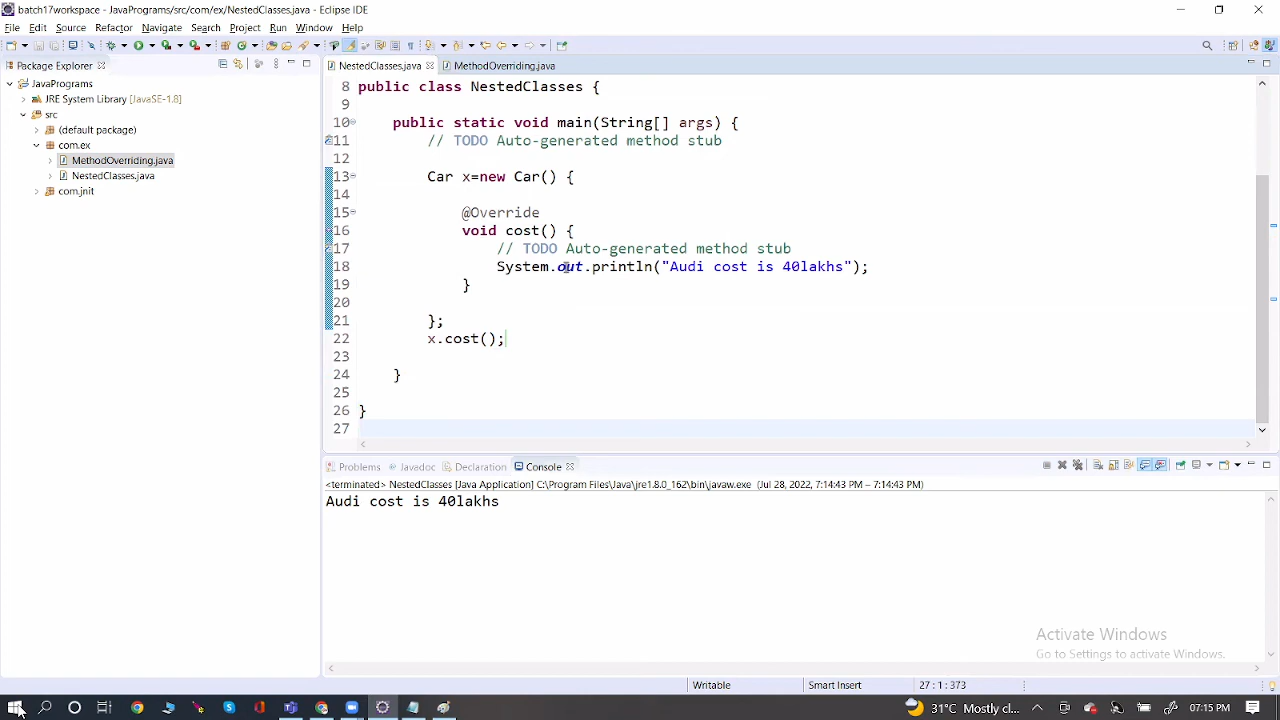 batch17workspace - JavaPrograms/src/com/ex/NestedClasses.java - Eclipse IDE
File Edit Source Refactor Navigate Search Project Run Window Help
Package Explorer
JavaPrograms
JRE System Library [JavaSE-1.8]
src
(default package)
com.ex
MethodOverriding.java
NestedClasses.java
com.jnit
NestedClasses.java MethodOverriding.java
8 public class NestedClasses {
9
10 public static void main(String[] args) {
11 // TODO Auto-generated method stub
12
13 Car x=new Car() {
14
15 @Override
16 void cost() {
17 // TODO Auto-generated method stub
18 System.out.println("Audi cost is 40lakhs");
19 }
20
21 };
22 x.cost();
23
24 }
25
26 }
27
Problems Javadoc Declaration Console
<terminated> NestedClasses [Java Application] C:\Program Files\Java\jre1.8.0_162\bin\javaw.exe (Jul 28, 2022, 7:14:43 PM – 7:14:43 PM)
Audi cost is 40lakhs
Activate Windows
Go to Settings to activate Windows.
Writable Smart Insert 27 : 1 : 373
31°C Mostly cl... 07:15 PM